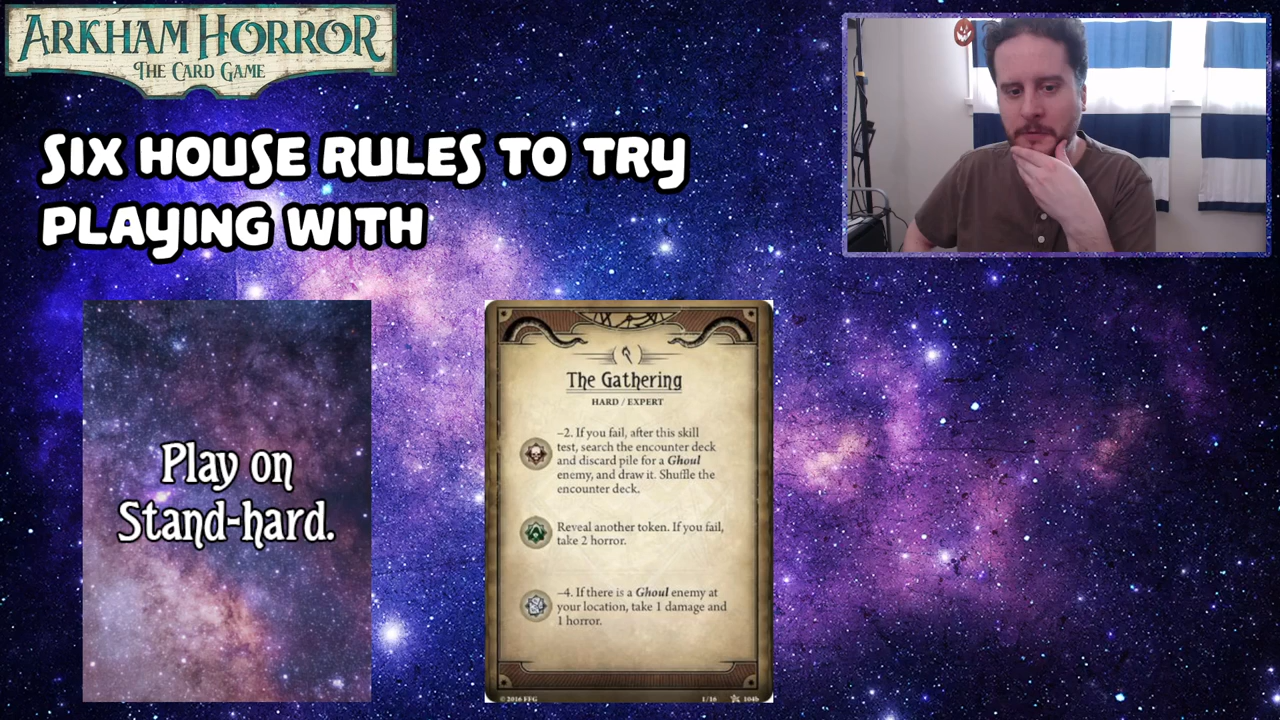 ARKHAM HORROR
THE CARD GAME
SIX HOUSE RULES TO TRY
PLAYING WITH
Play on
Stand-hard.
The Gathering
HARD / EXPERT
–2. If you fail, after this skill
test, search the encounter deck
and discard pile for a Ghoul
enemy, and draw it. Shuffle the
encounter deck.
Reveal another token. If you fail,
take 2 horror.
–4. If there is a Ghoul enemy at
your location, take 1 damage and
1 horror.
© 2016 FFG
1/16
104b